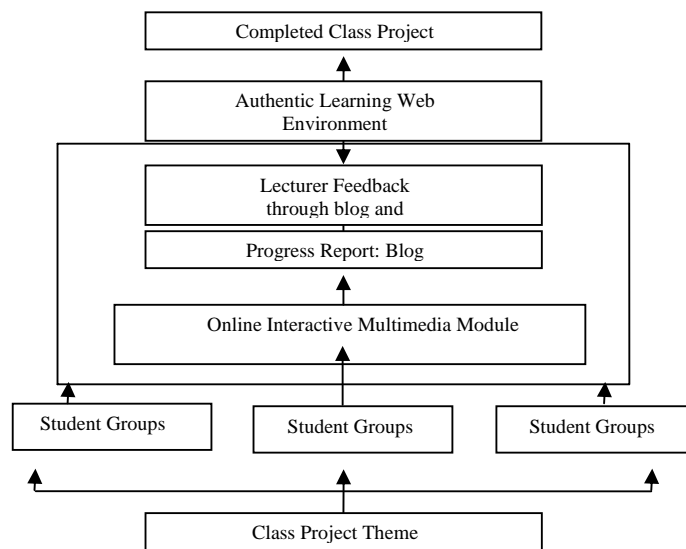 Completed Class Project
Authentic Learning Web
Environment
Lecturer Feedback
through blog and
Progress Report: Blog
Online Interactive Multimedia Module
Student Groups
Student Groups
Student Groups
Class Project Theme